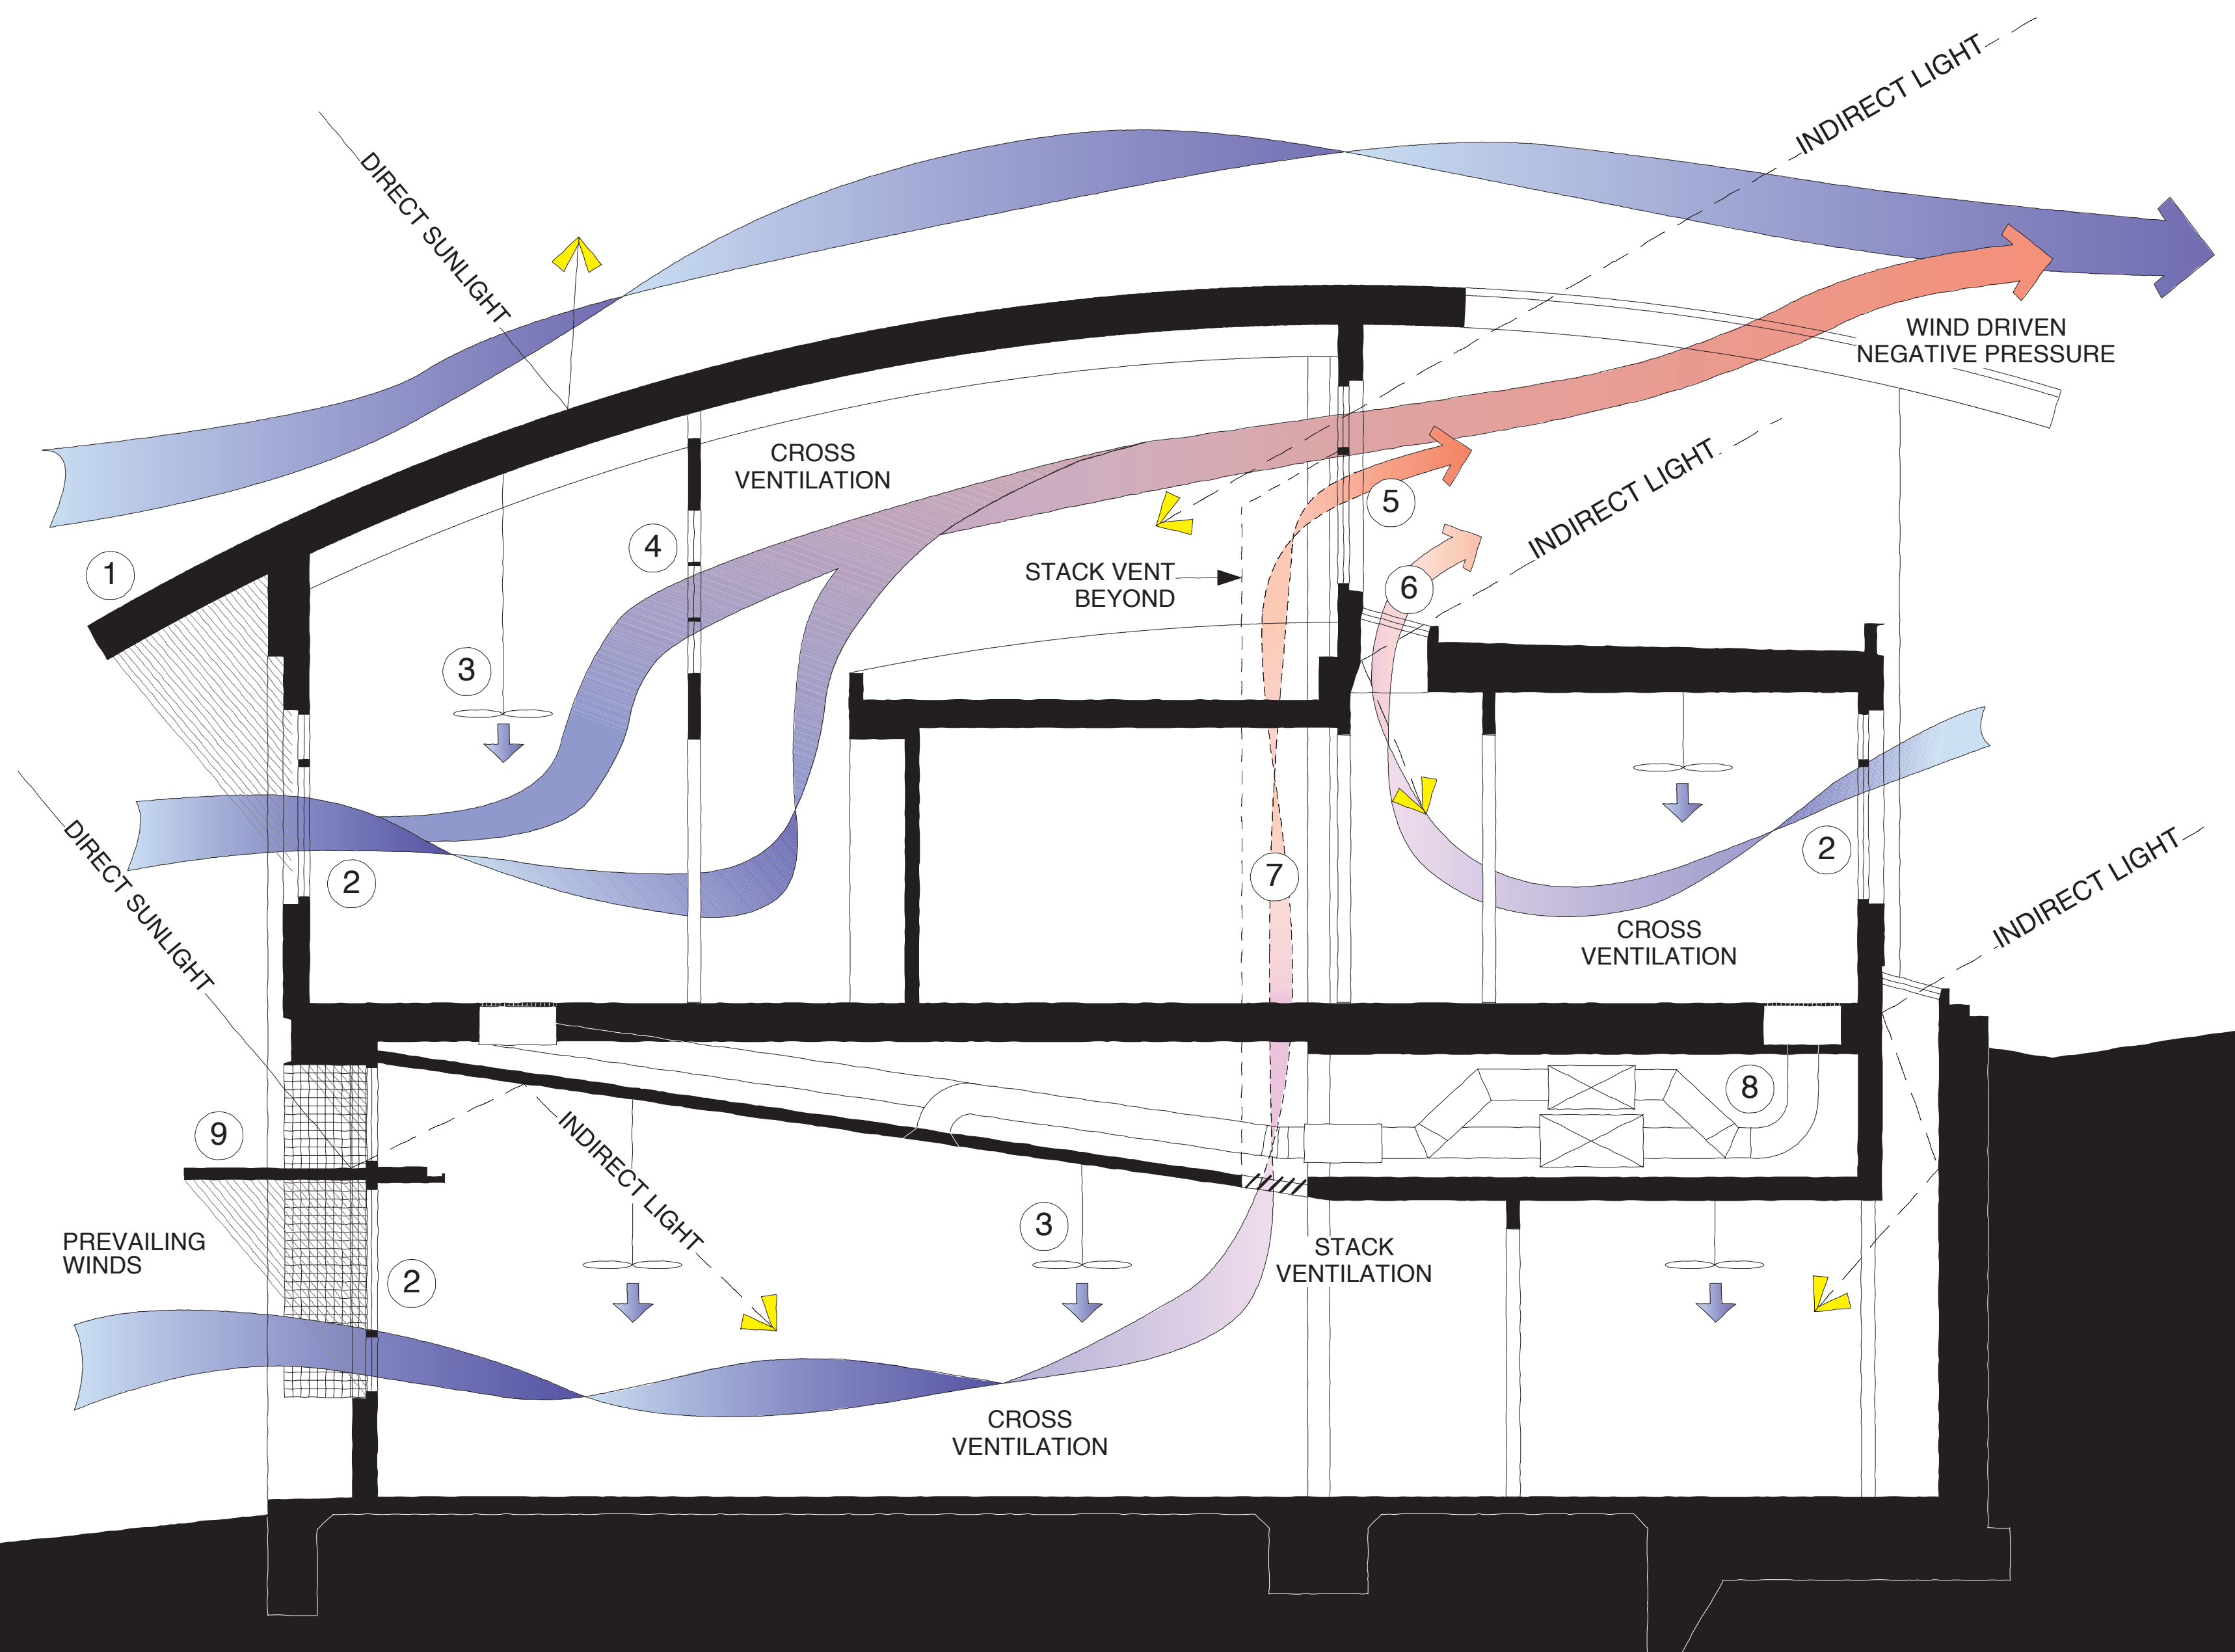 INDIRECT LIGHT
DIRECT SUNLIGHT
WIND DRIVEN
NEGATIVE PRESSURE
CROSS
VENTILATION
INDIRECT LIGHT
5
4
1
STACK VENT
BEYOND
6
3
DIRECT SUNLIGHT
2
7
2
INDIRECT LIGHT
CROSS
VENTILATION
8
9
INDIRECT LIGHT
3
PREVAILING
WINDS
2
STACK
VENTILATION
CROSS
VENTILATION